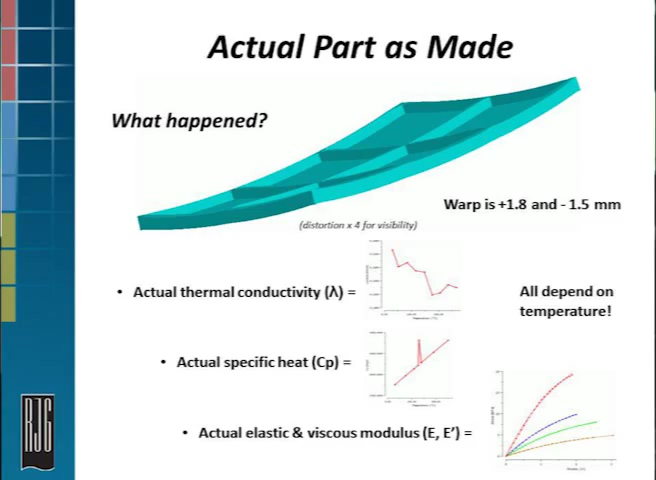 Actual Part as Made
What happened?
Warp is +1.8 and - 1.5 mm
(distortion x 4 for visibility)
• Actual thermal conductivity (λ) =
All depend on
temperature!
• Actual specific heat (Cp) =
• Actual elastic & viscous modulus (E, E’) =
RJG